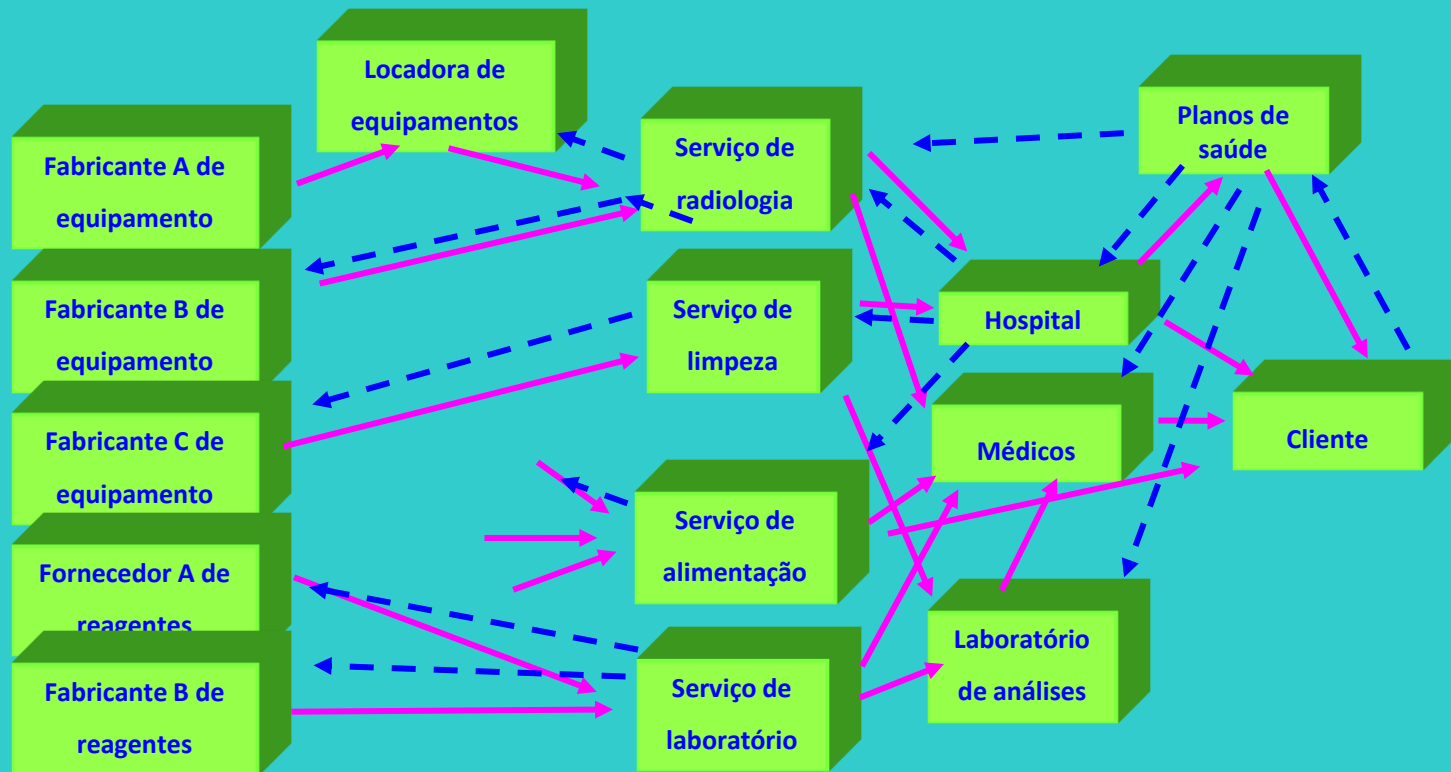 Locadora de
equipamentos
Fabricante A de
equipamento
Fabricante B de
equipamento
Fabricante C de
equipamento
Fornecedor A de
reagentes
Fabricante B de
reagentes
Serviço de
radiologia
Serviço de
limpeza
Serviço de
alimentação
Serviço de
laboratório
Planos de
saúde
Hospital
Médicos
Laboratório
de análises
Cliente